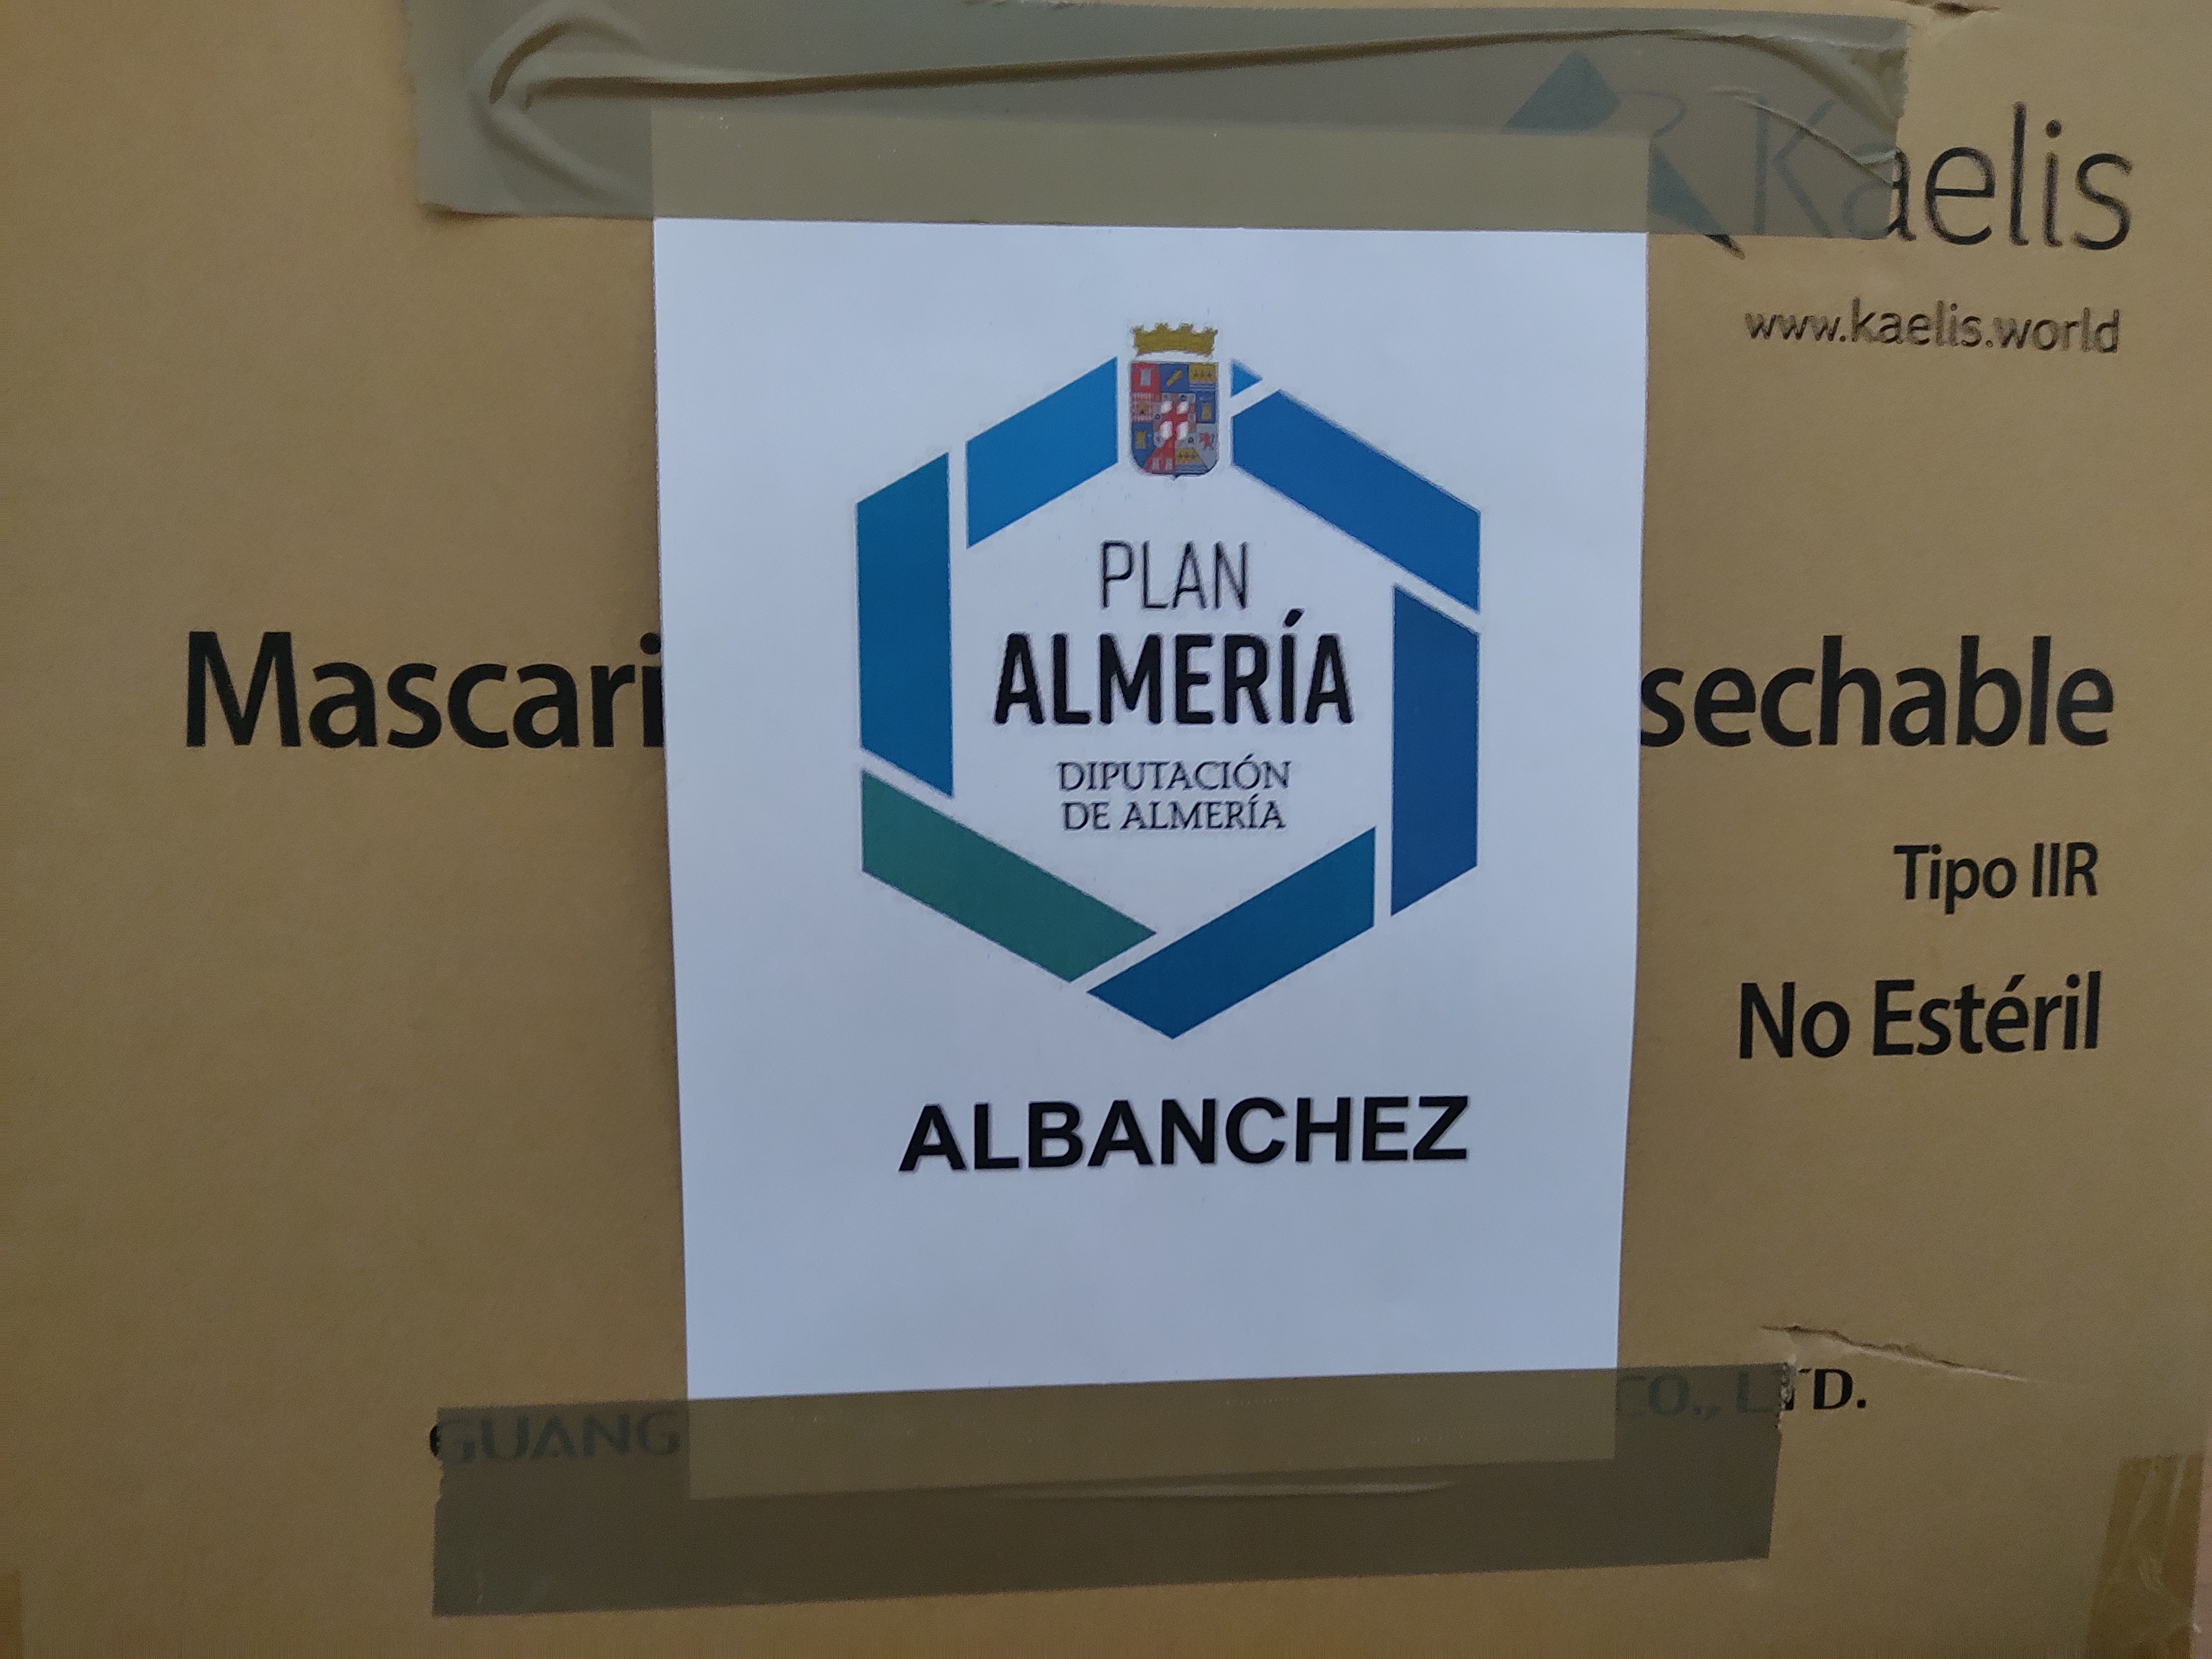 Kaelis
www.kaelis.world
PLAN
ALMERÍA
DIPUTACIÓN
DE ALMERÍA
Mascari sechable
Tipo IIR
No Estéril
ALBANCHEZ
GUANG CO., LTD.